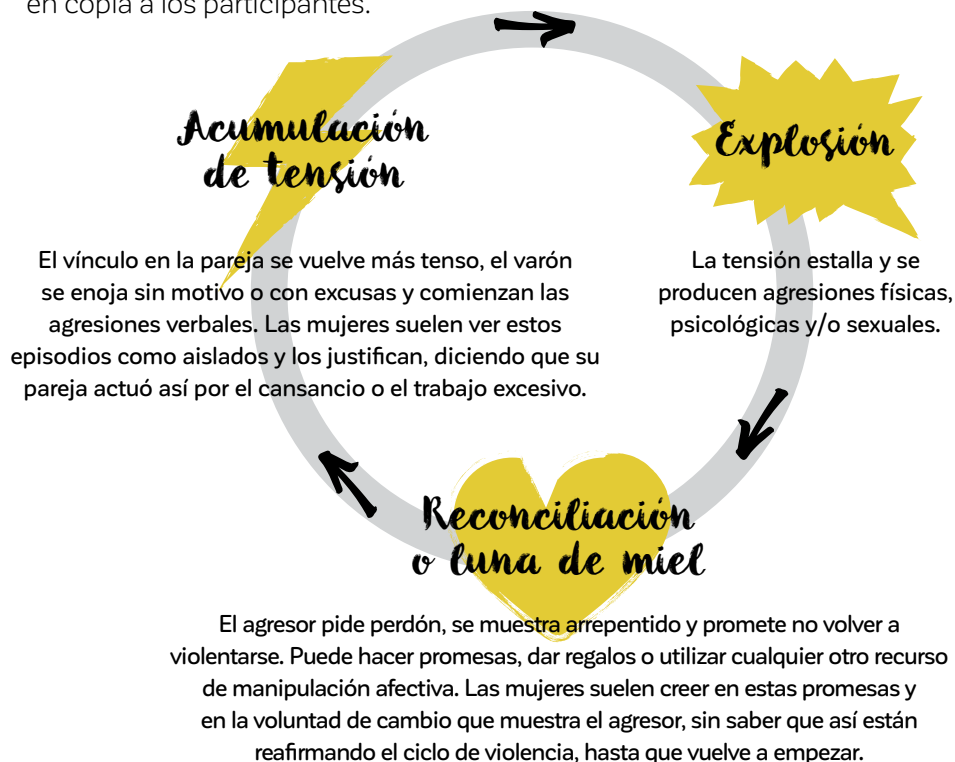 en copia a los participantes.
Acumulación
de tensión
El vínculo en la pareja se vuelve más tenso, el varón
se enoja sin motivo o con excusas y comienzan las
agresiones verbales. Las mujeres suelen ver estos
episodios como aislados y los justifican, diciendo que su
pareja actuó así por el cansancio o el trabajo excesivo.
Explosión
La tensión estalla y se
producen agresiones físicas,
psicológicas y/o sexuales.
Reconciliación
o luna de miel
El agresor pide perdón, se muestra arrepentido y promete no volver a
violentarse. Puede hacer promesas, dar regalos o utilizar cualquier otro recurso
de manipulación afectiva. Las mujeres suelen creer en estas promesas y
en la voluntad de cambio que muestra el agresor, sin saber que así están
reafirmando el ciclo de violencia, hasta que vuelve a empezar.